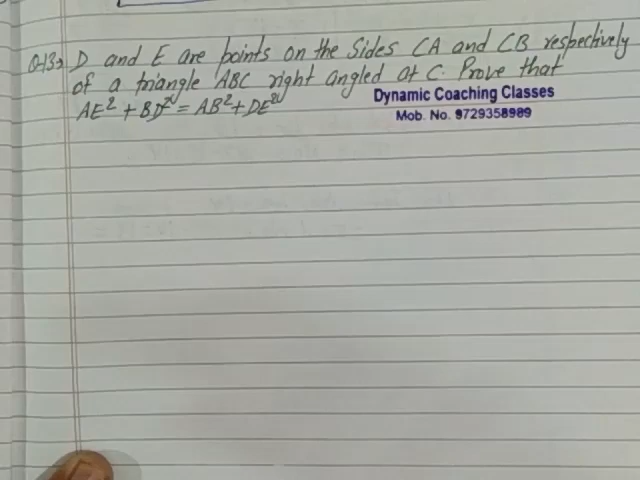 Q.13> D and E are points on the Sides CA and CB respectively
of a triangle ABC right angled at C. Prove that
AE² + BD² = AB² + DE²
Dynamic Coaching Classes
Mob. No. 9729358989